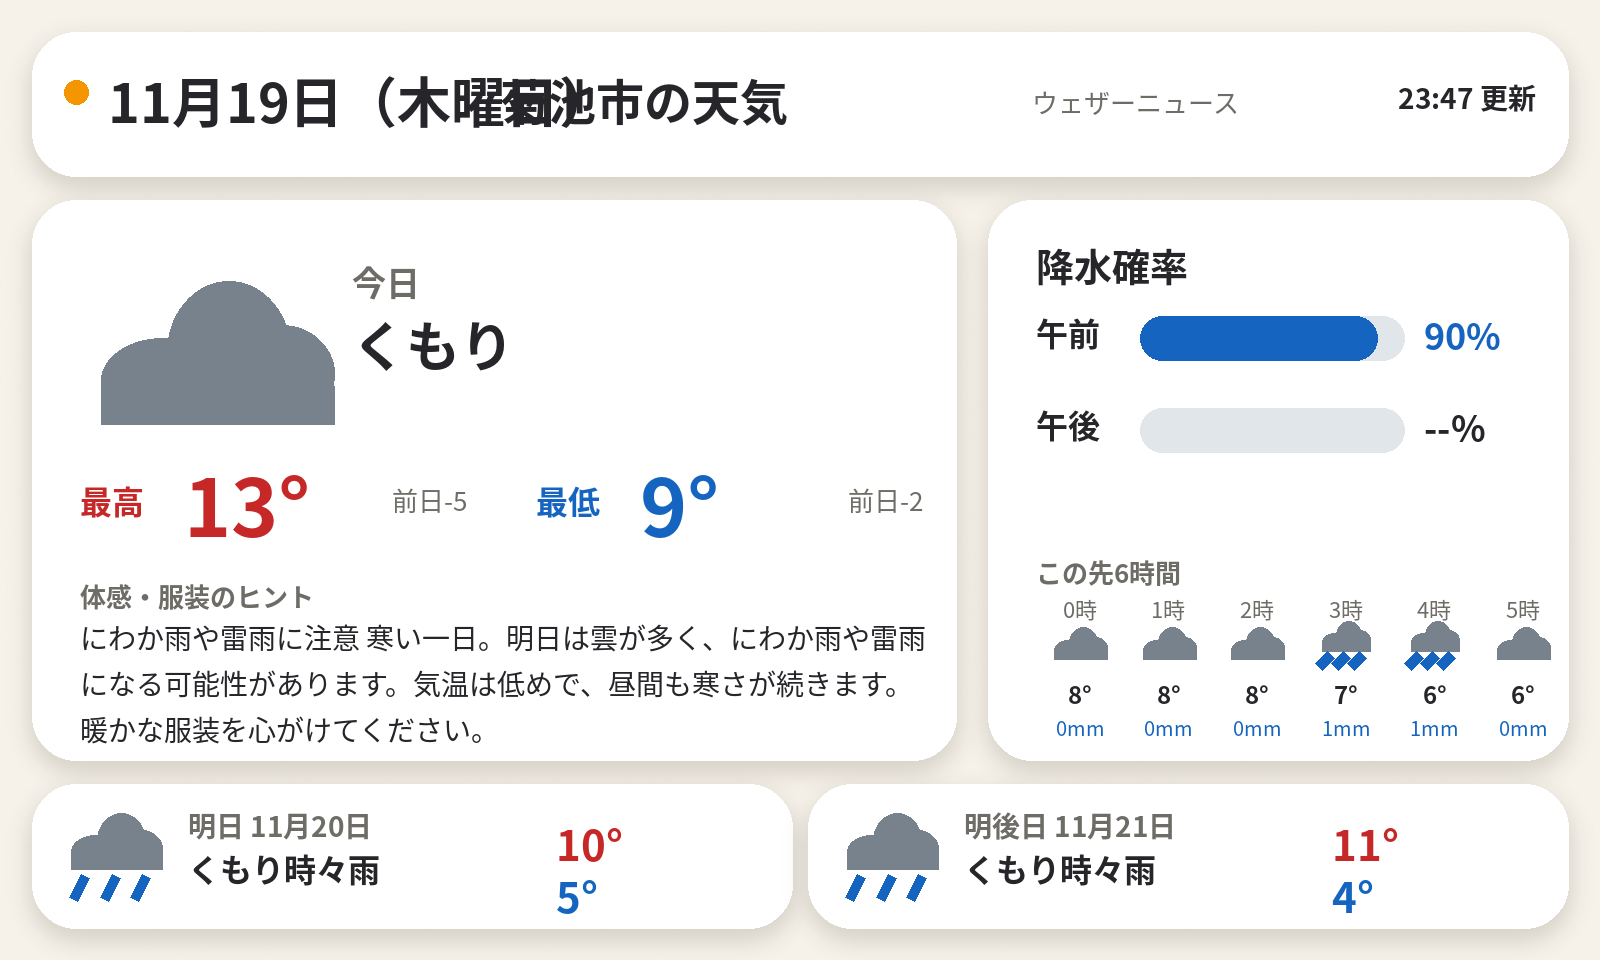 11月19日（木曜日）
菊池市の天気
ウェザーニュース
23:47 更新
今日
くもり
最高 13° 前日-5 最低 9° 前日-2
体感・服装のヒント
にわか雨や雷雨に注意 寒い一日。明日は雲が多く、にわか雨や雷雨
になる可能性があります。気温は低めで、昼間も寒さが続きます。
暖かな服装を心がけてください。
降水確率
午前 90%
午後 --%
この先6時間
0時 1時 2時 3時 4時 5時
8° 8° 8° 7° 6° 6°
0mm 0mm 0mm 1mm 1mm 0mm
明日 11月20日
くもり時々雨
10°
5°
明後日 11月21日
くもり時々雨
11°
4°